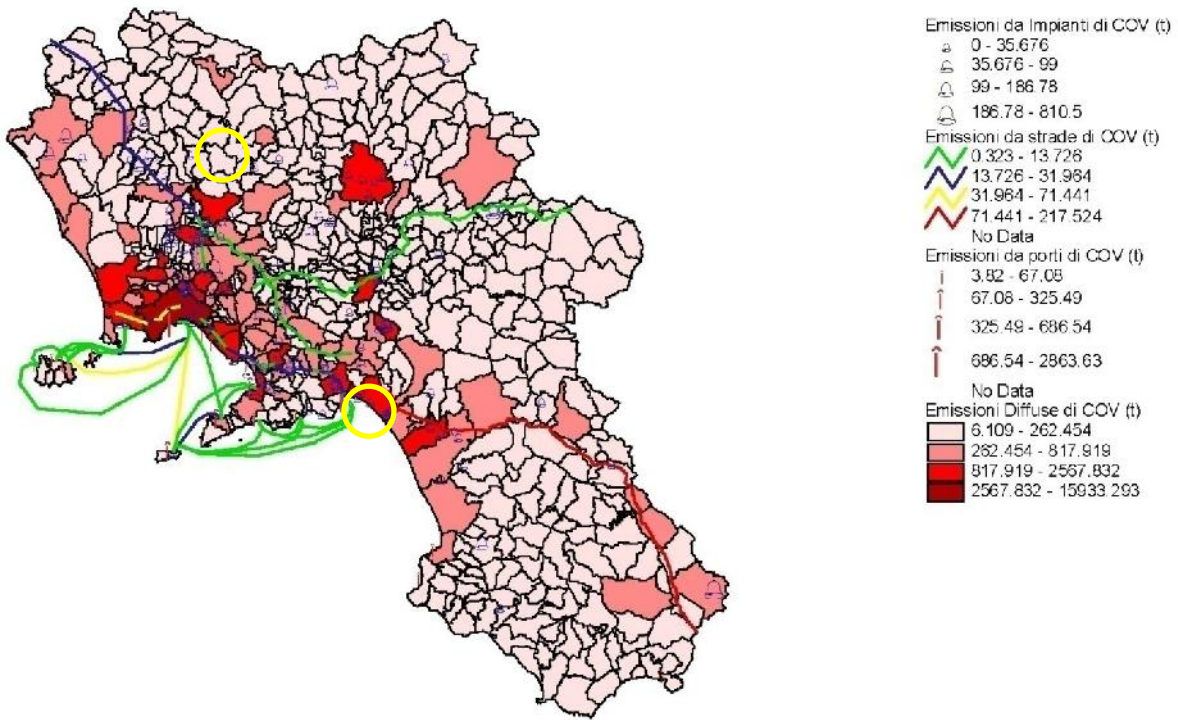 Emissioni da Impianti di COV (t)
0 - 35.676
35.676 - 99
99 - 186.78
186.78 - 810.5
Emissioni da strade di COV (t)
0.323 - 13.726
13.726 - 31.964
31.964 - 71.441
71.441 - 217.524
No Data
Emissioni da porti di COV (t)
3.82 - 67.08
67.08 - 325.49
325.49 - 686.54
686.54 - 2863.63
No Data
Emissioni Diffuse di COV (t)
6.109 - 262.454
262.454 - 817.919
817.919 - 2567.832
2567.832 - 15933.293